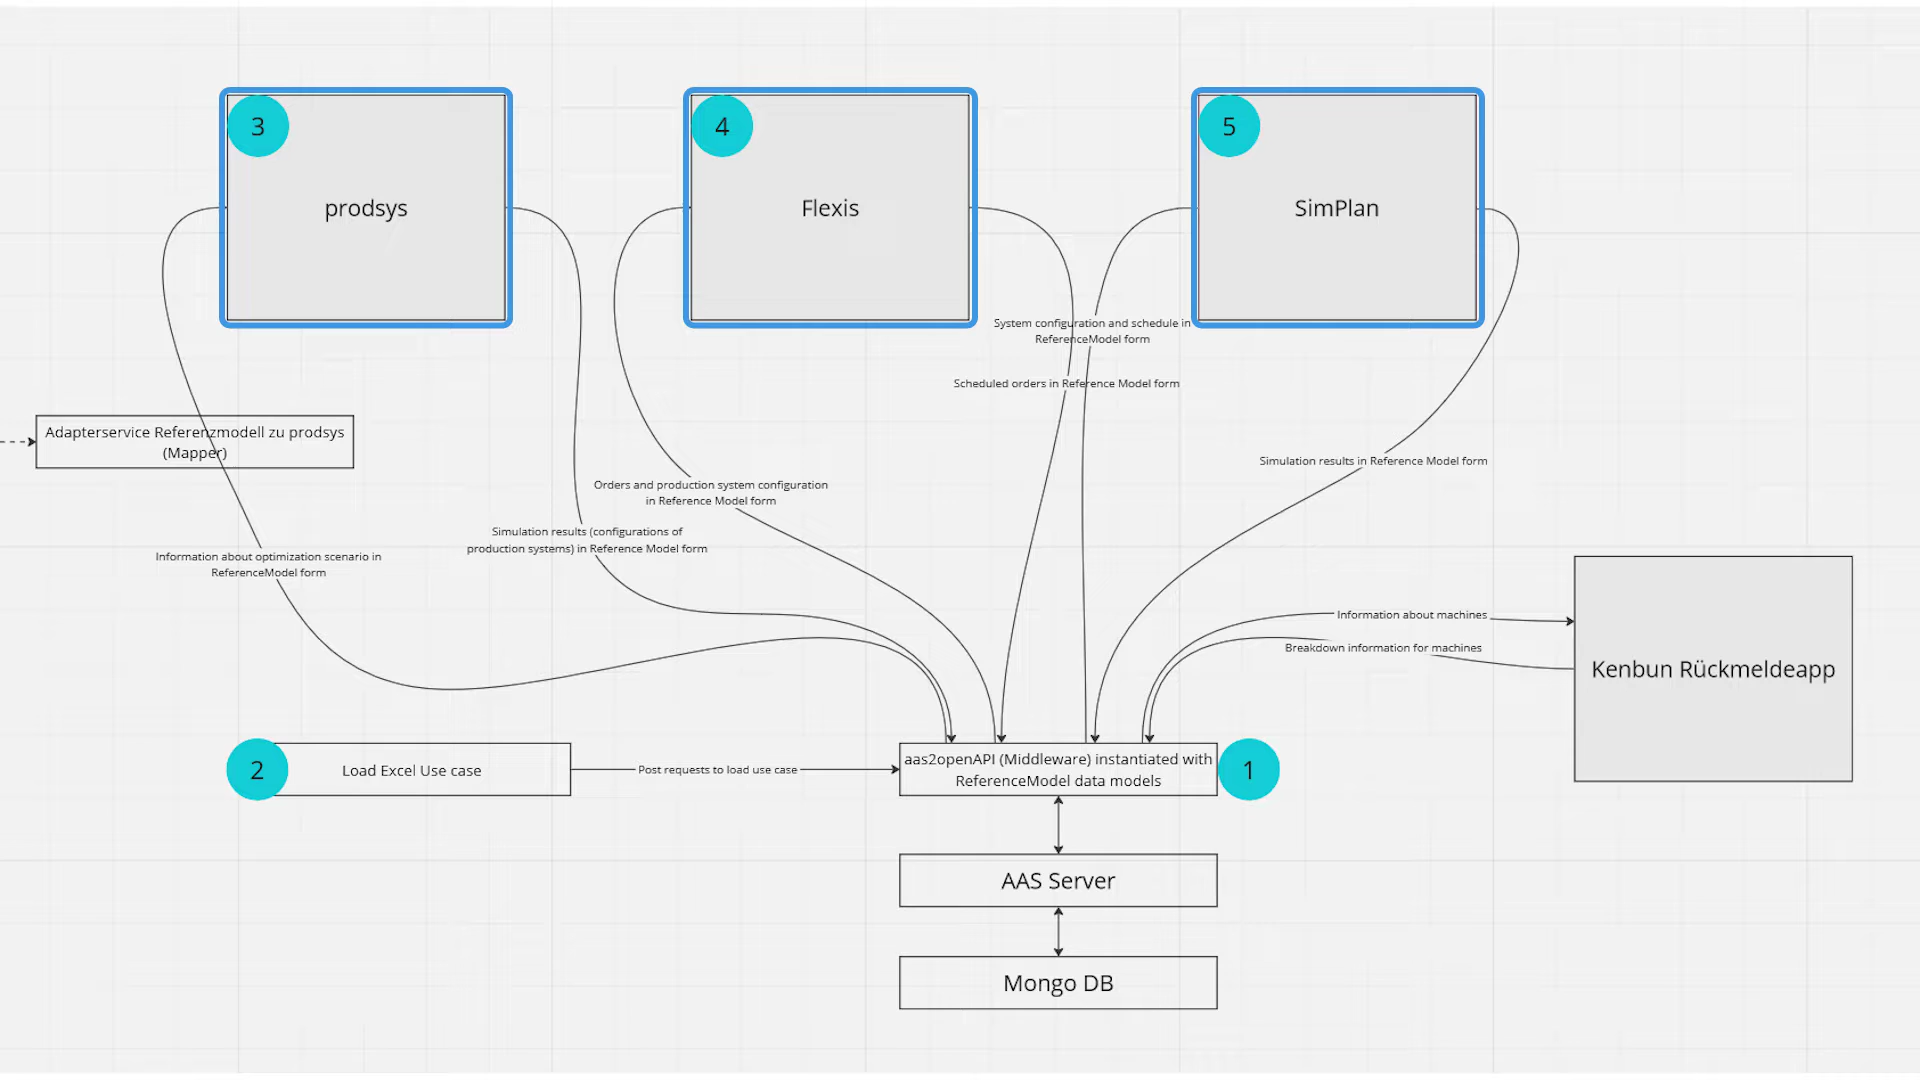 3
prodsys
4
Flexis
5
SimPlan
System configuration and schedule in
ReferenceModel form
Scheduled orders in Reference Model form
Adapterservice Referenzmodell zu prodsys
(Mapper)
Simulation results in Reference Model form
Orders and production system configuration
in Reference Model form
Simulation results (configurations of
production systems) in Reference Model form
Information about optimization scenario in
ReferenceModel form
Information about machines
Breakdown information for machines
Kenbun Rückmeldeapp
2
Load Excel Use case
Post requests to load use case
aas2openAPI (Middleware) instantiated with
ReferenceModel data models
1
AAS Server
Mongo DB